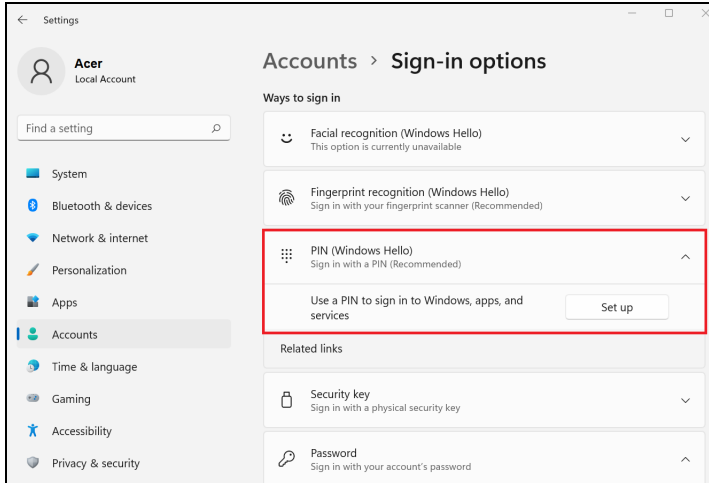 Settings
Acer
Local Account
Find a setting
System
Bluetooth & devices
Network & internet
Personalization
Apps
Accounts
Time & language
Gaming
Accessibility
Privacy & security
Accounts > Sign-in options
Ways to sign in
Facial recognition (Windows Hello)
This option is currently unavailable
Fingerprint recognition (Windows Hello)
Sign in with your fingerprint scanner (Recommended)
PIN (Windows Hello)
Sign in with a PIN (Recommended)
Use a PIN to sign in to Windows, apps, and
services
Set up
Related links
Security key
Sign in with a physical security key
Password
Sign in with your account's password